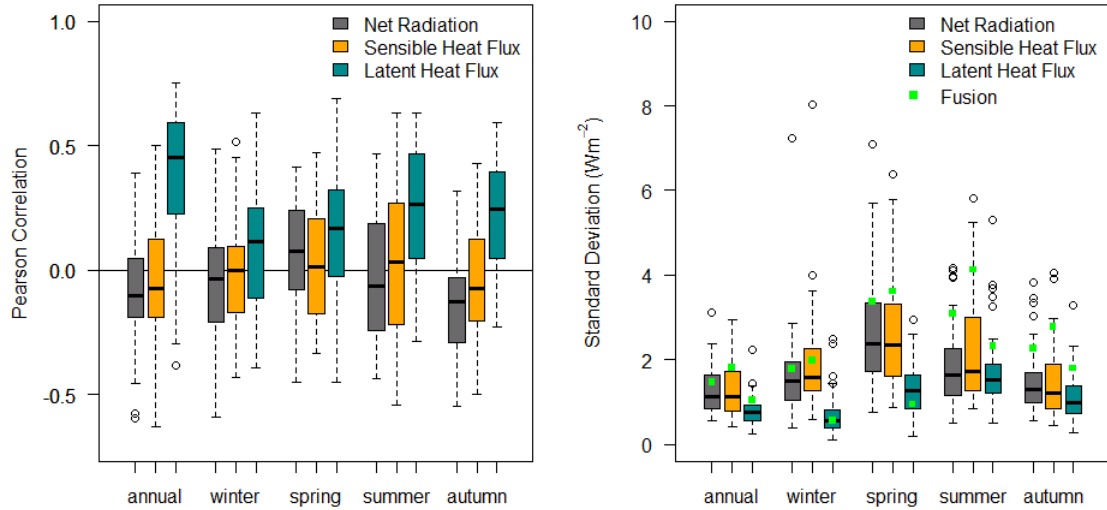 1.0
0.5
0.0
-0.5
Pearson Correlation
Net Radiation
Sensible Heat Flux
Latent Heat Flux
annual winter spring summer autumn
10
8
6
4
2
0
Standard Deviation (Wm⁻²)
Net Radiation
Sensible Heat Flux
Latent Heat Flux
Fusion
annual winter spring summer autumn